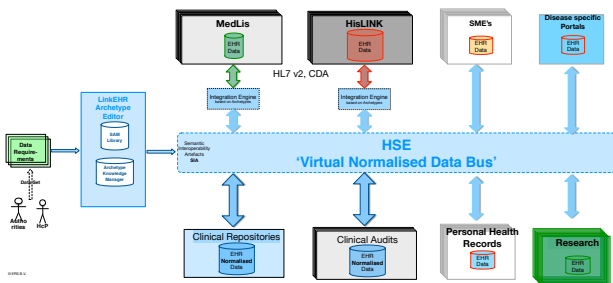 MedLis
EHR
Data
HisLINK
EHR
Data
SME's
EHR
Data
Disease specific
Portals
EHR
Data
HL7 v2, CDA
Integration Engine
based on Archetypes
Integration Engine
based on Archetypes
LinkEHR
Archetype
Editor
SAM
Library
Archetype
Knowledge
Manager
Data
Require-
ments
Dataset
Autho
rities
HcP
Semantic
Interoperability
Artefacts
SIA
HSE
'Virtual Normalised Data Bus'
Clinical Repositories
EHR
Normalised
Data
Clinical Audits
EHR
Normalised
Data
Personal Health
Records
EHR
Data
Research
EHR
Data